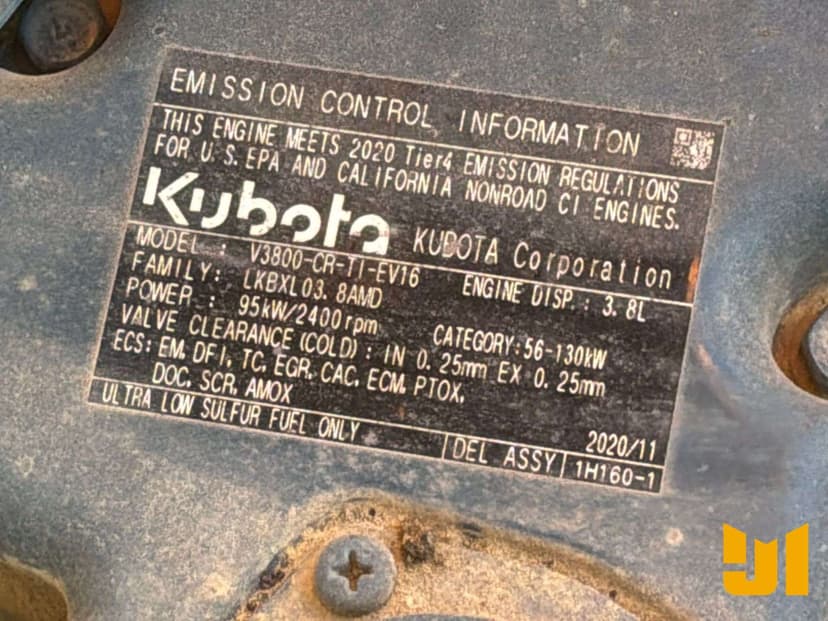 EMISSION CONTROL INFORMATION
THIS ENGINE MEETS 2020 Tier4 EMISSION REGULATIONS
FOR U.S.EPA AND CALIFORNIA NONROAD CI ENGINES.
Kubota KUBOTA Corporation
MODEL : V3800-CR-TI-EV16 ENGINE DISP.: 3.8L
FAMILY: LKBXL03.8AMD
POWER : 95kW/2400rpm CATEGORY:56-130kW
VALVE CLEARANCE(COLD): IN 0.25mm EX 0.25mm
ECS: EM, DFI, TC, EGR, CAC, ECM, PTOX,
DOC, SCR, AMOX 2020/11
ULTRA LOW SULFUR FUEL ONLY DEL ASSY 1H160-1